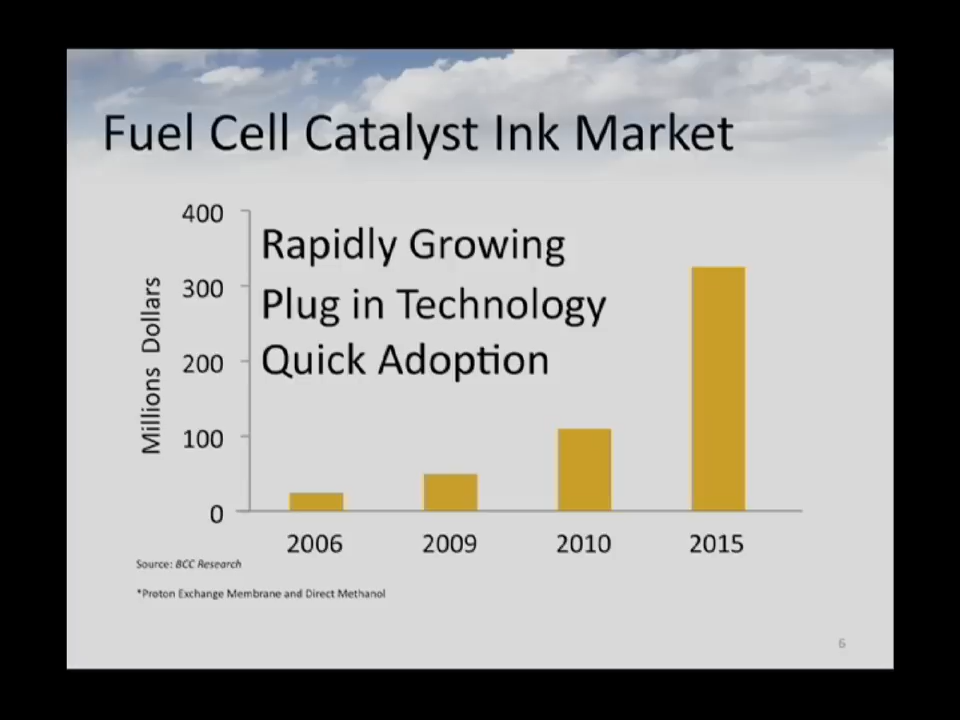 Fuel Cell Catalyst Ink Market
Rapidly Growing
Plug in Technology
Quick Adoption
Millions Dollars
400
300
200
100
0
2006 2009 2010 2015
Source: BCC Research
*Proton Exchange Membrane and Direct Methanol
6